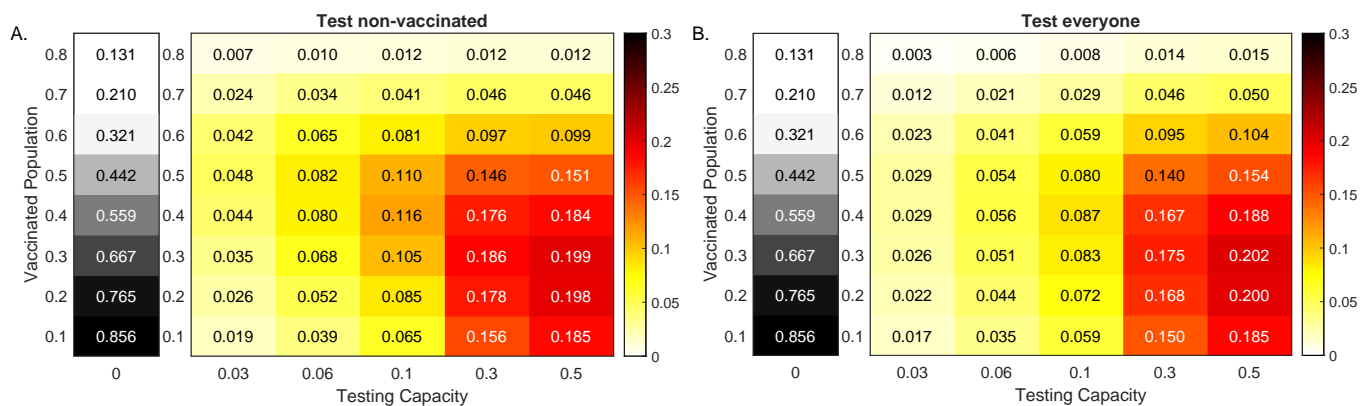 A.
Test non-vaccinated
Vaccinated Population
0.8 0.131 0.8 0.007 0.010 0.012 0.012 0.012
0.7 0.210 0.7 0.024 0.034 0.041 0.046 0.046
0.6 0.321 0.6 0.042 0.065 0.081 0.097 0.099
0.5 0.442 0.5 0.048 0.082 0.110 0.146 0.151
0.4 0.559 0.4 0.044 0.080 0.116 0.176 0.184
0.3 0.667 0.3 0.035 0.068 0.105 0.186 0.199
0.2 0.765 0.2 0.026 0.052 0.085 0.178 0.198
0.1 0.856 0.1 0.019 0.039 0.065 0.156 0.185
0 0.03 0.06 0.1 0.3 0.5
Testing Capacity
0.3
0.25
0.2
0.15
0.1
0.05
0
B.
Test everyone
Vaccinated Population
0.8 0.131 0.8 0.003 0.006 0.008 0.014 0.015
0.7 0.210 0.7 0.012 0.021 0.029 0.046 0.050
0.6 0.321 0.6 0.023 0.041 0.059 0.095 0.104
0.5 0.442 0.5 0.029 0.054 0.080 0.140 0.154
0.4 0.559 0.4 0.029 0.056 0.087 0.167 0.188
0.3 0.667 0.3 0.026 0.051 0.083 0.175 0.202
0.2 0.765 0.2 0.022 0.044 0.072 0.168 0.200
0.1 0.856 0.1 0.017 0.035 0.059 0.150 0.185
0 0.03 0.06 0.1 0.3 0.5
Testing Capacity
0.3
0.25
0.2
0.15
0.1
0.05
0